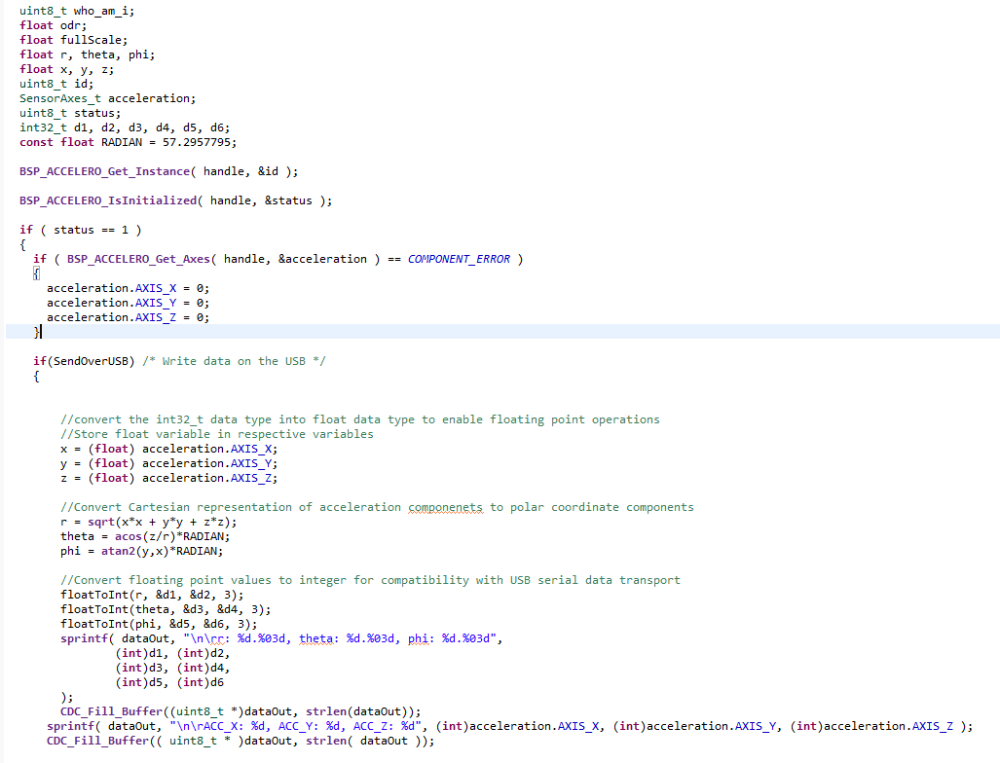 uint8_t who_am_i;
float odr;
float fullScale;
float r, theta, phi;
float x, y, z;
uint8_t id;
SensorAxes_t acceleration;
uint8_t status;
int32_t d1, d2, d3, d4, d5, d6;
const float RADIAN = 57.2957795;
BSP_ACCELERO_Get_Instance( handle, &id );
BSP_ACCELERO_IsInitialized( handle, &status );
if ( status == 1 )
{
if ( BSP_ACCELERO_Get_Axes( handle, &acceleration ) == COMPONENT_ERROR )
{
acceleration.AXIS_X = 0;
acceleration.AXIS_Y = 0;
acceleration.AXIS_Z = 0;
}
if(SendOverUSB) /* Write data on the USB */
{
//convert the int32_t data type into float data type to enable floating point operations
//Store float variable in respective variables
x = (float) acceleration.AXIS_X;
y = (float) acceleration.AXIS_Y;
z = (float) acceleration.AXIS_Z;
//Convert Cartesian representation of acceleration componenets to polar coordinate components
r = sqrt(x*x + y*y + z*z);
theta = acos(z/r)*RADIAN;
phi = atan2(y,x)*RADIAN;
//Convert floating point values to integer for compatibility with USB serial data transport
floatToInt(r, &d1, &d2, 3);
floatToInt(theta, &d3, &d4, 3);
floatToInt(phi, &d5, &d6, 3);
sprintf( dataOut, "\n\rr: %d.%03d, theta: %d.%03d, phi: %d.%03d",
(int)d1, (int)d2,
(int)d3, (int)d4,
(int)d5, (int)d6
);
CDC_Fill_Buffer((uint8_t *)dataOut, strlen(dataOut));
sprintf( dataOut, "\n\rACC_X: %d, ACC_Y: %d, ACC_Z: %d", (int)acceleration.AXIS_X, (int)acceleration.AXIS_Y, (int)acceleration.AXIS_Z );
CDC_Fill_Buffer(( uint8_t * )dataOut, strlen( dataOut ));